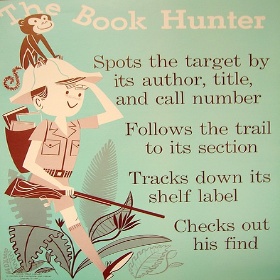 The Book Hunter
Spots the target by
its author, title,
and call number
Follows the trail
to its section
Tracks down its
shelf label
Checks out
his find